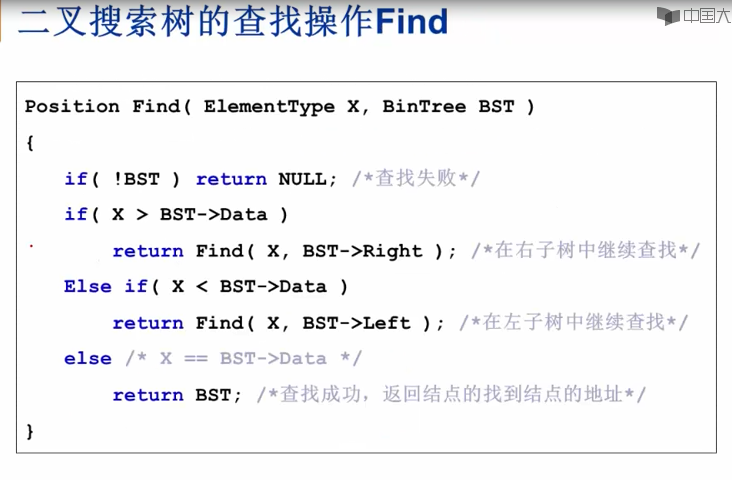 二叉搜索树的查找操作Find
中国大
Position Find( ElementType X, BinTree BST )
{
if( !BST ) return NULL; /*查找失败*/
if( X > BST->Data )
return Find( X, BST->Right ); /*在右子树中继续查找*/
Else if( X < BST->Data )
return Find( X, BST->Left ); /*在左子树中继续查找*/
else /* X == BST->Data */
return BST; /*查找成功，返回结点的找到结点的地址*/
}